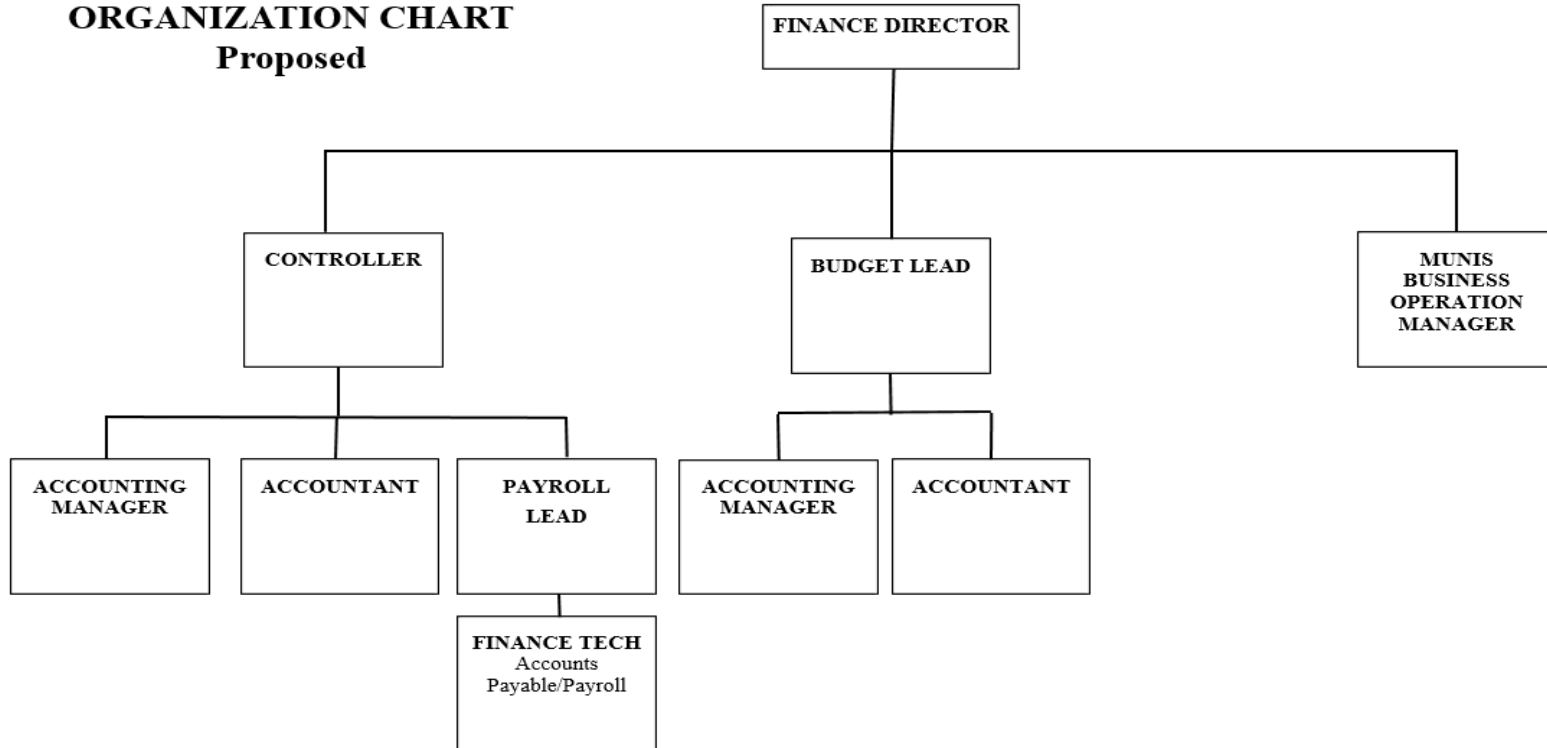 ORGANIZATION CHART
Proposed
FINANCE DIRECTOR
CONTROLLER
BUDGET LEAD
MUNIS
BUSINESS
OPERATION
MANAGER
ACCOUNTING
MANAGER
ACCOUNTANT
PAYROLL
LEAD
ACCOUNTING
MANAGER
ACCOUNTANT
FINANCE TECH
Accounts
Payable/Payroll